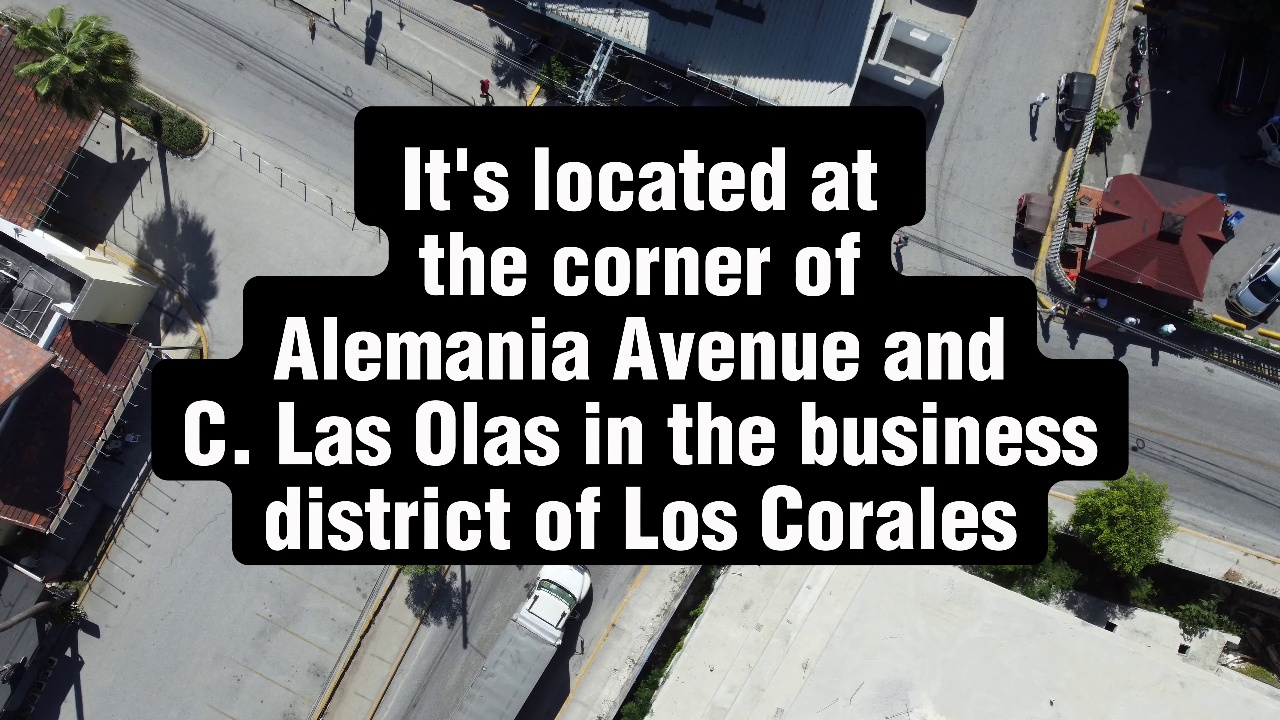 It's located at
the corner of
Alemania Avenue and
C. Las Olas in the business
district of Los Corales